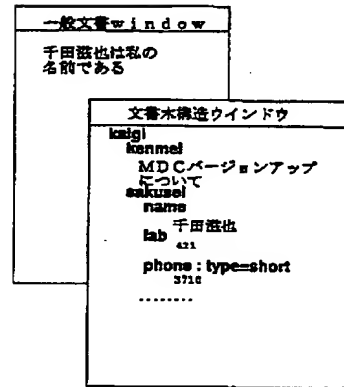 一般文書window
千田滋也は私の
名前である
文書木構造ウインドウ
kaigi
kenmei
MDCバージョンアップ
について
sakusei
name
千田滋也
lab
421
phone : type=short
3710
........